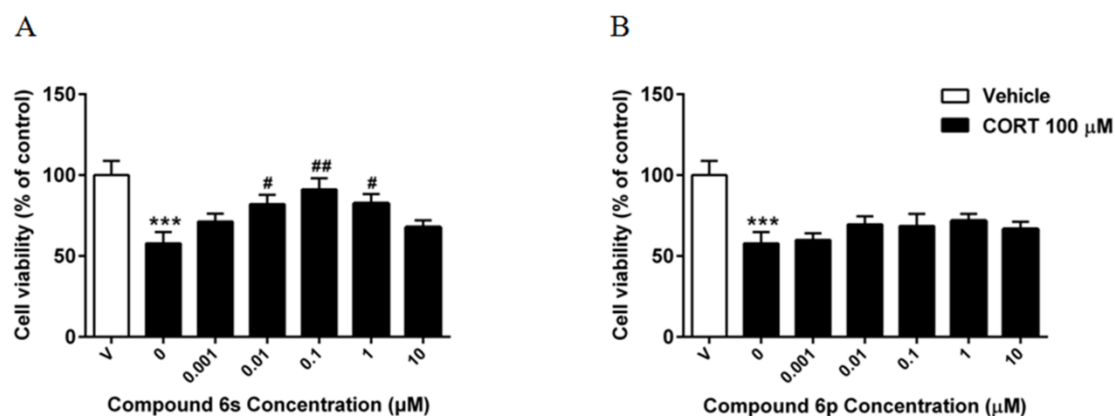 A
Cell viability (% of control)
150
100
50
0
***
#
##
#
V
0
0.001
0.01
0.1
1
10
Compound 6s Concentration (µM)
B
Cell viability (% of control)
150
100
50
0
***
Vehicle
CORT 100 µM
V
0
0.001
0.01
0.1
1
10
Compound 6p Concentration (µM)